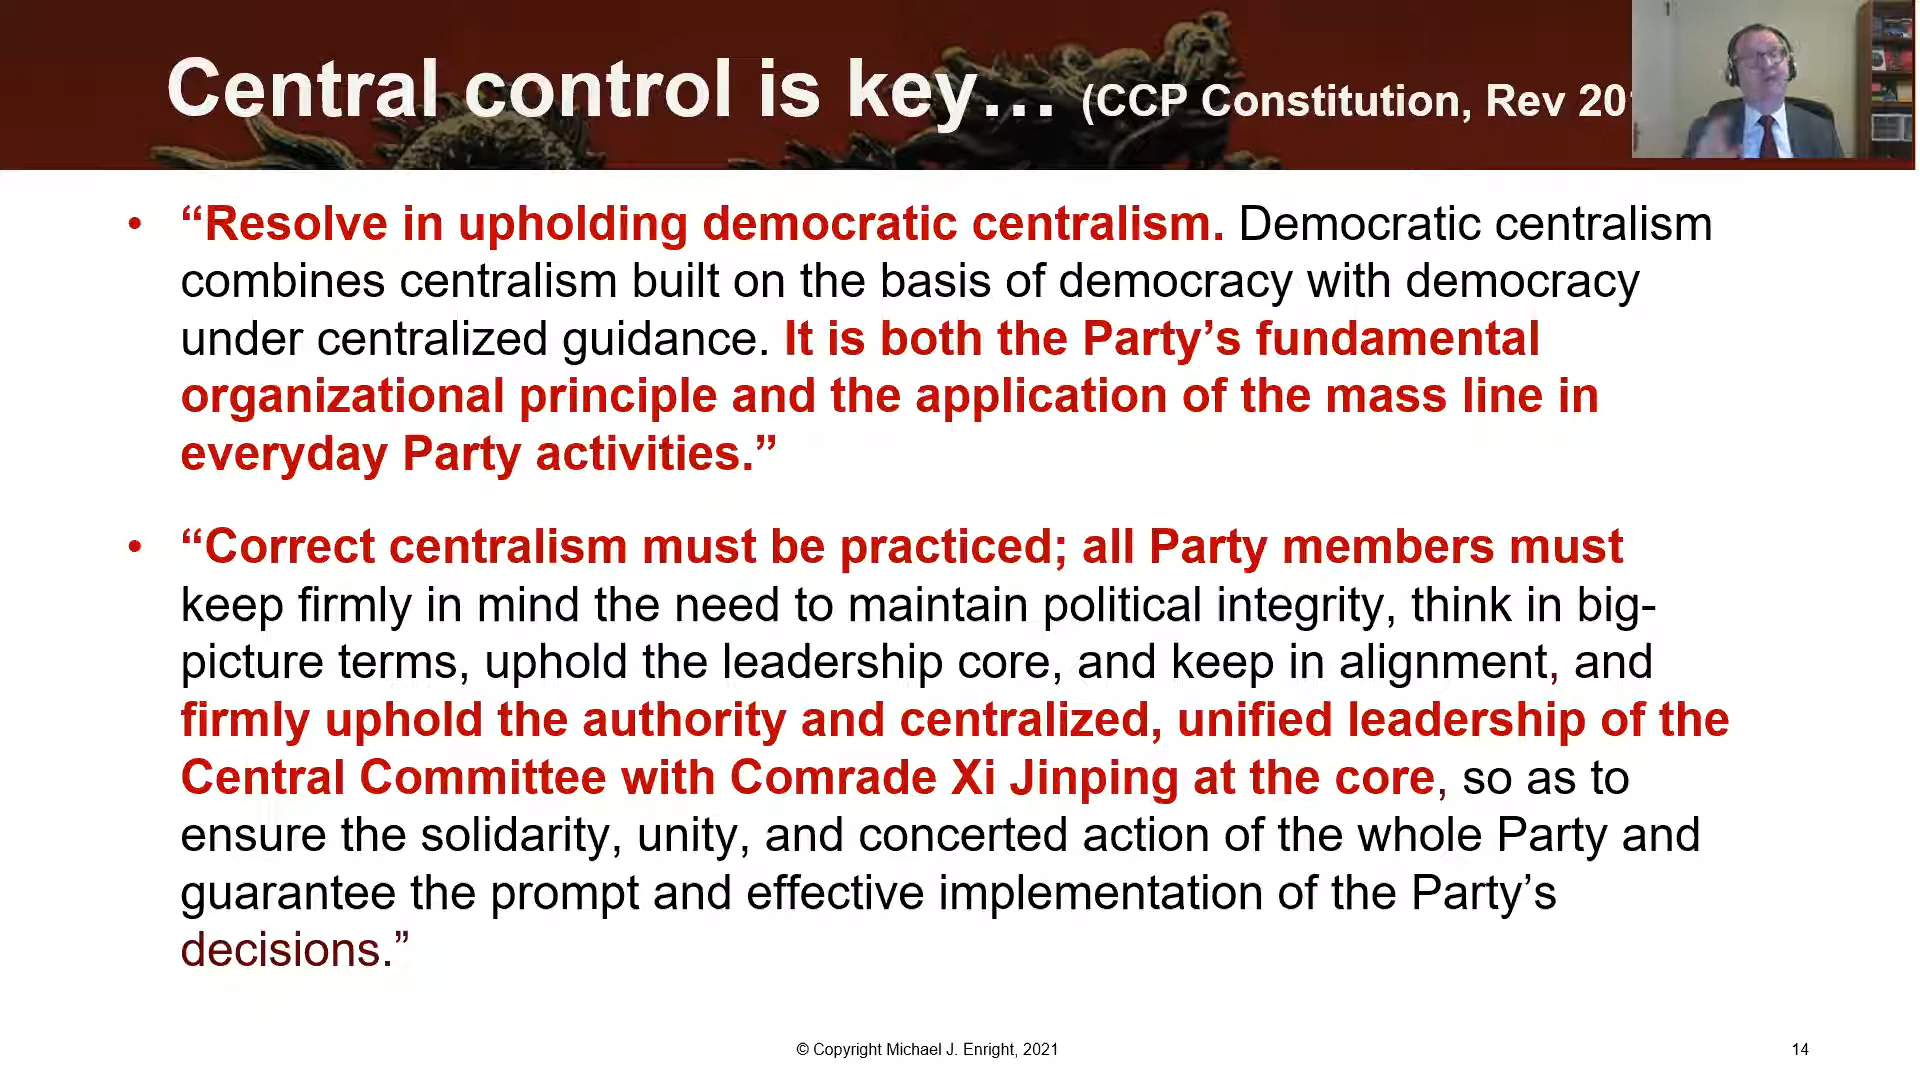 Central control is key… (CCP Constitution, Rev
• “Resolve in upholding democratic centralism. Democratic centralism
combines centralism built on the basis of democracy with democracy
under centralized guidance. It is both the Party’s fundamental
organizational principle and the application of the mass line in
everyday Party activities.”
• “Correct centralism must be practiced; all Party members must
keep firmly in mind the need to maintain political integrity, think in big-
picture terms, uphold the leadership core, and keep in alignment, and
firmly uphold the authority and centralized, unified leadership of the
Central Committee with Comrade Xi Jinping at the core, so as to
ensure the solidarity, unity, and concerted action of the whole Party and
guarantee the prompt and effective implementation of the Party’s
decisions.”
© Copyright Michael J. Enright, 2021
14